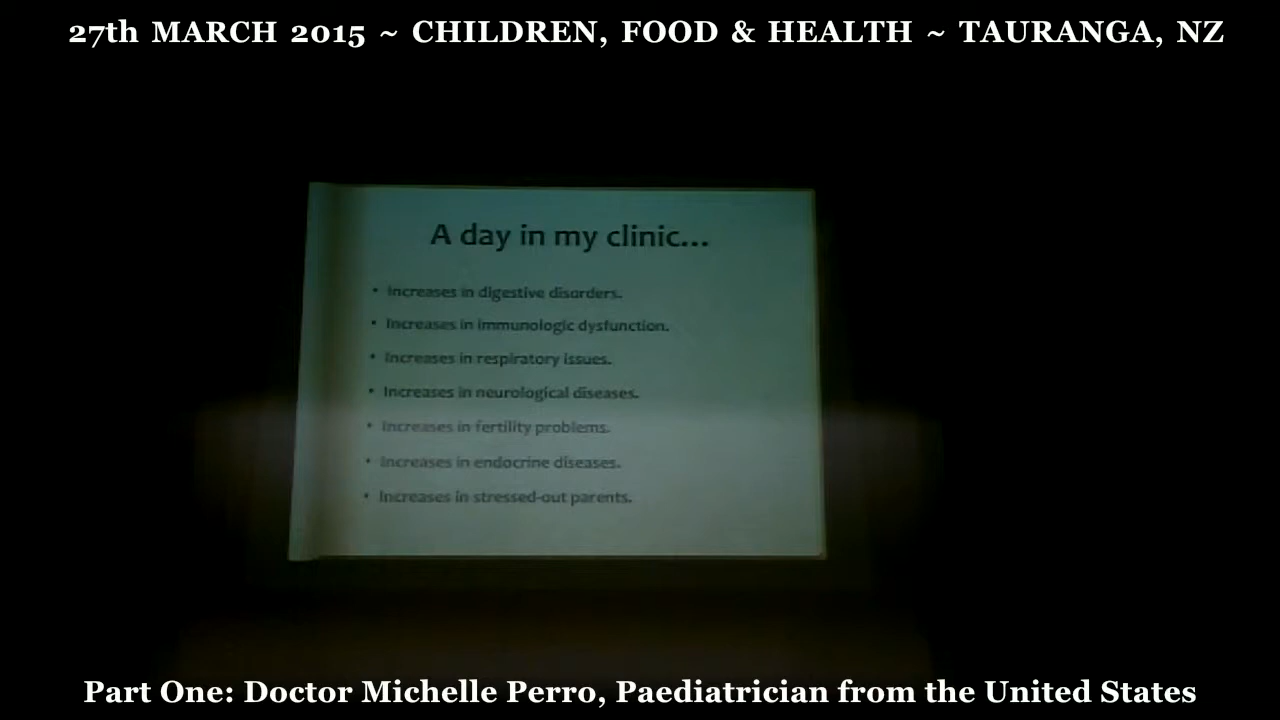 27th MARCH 2015 ~ CHILDREN, FOOD & HEALTH ~ TAURANGA, NZ
A day in my clinic...
• Increases in digestive disorders.
• Increases in immunologic dysfunction.
• Increases in respiratory issues.
• Increases in neurological diseases.
• Increases in fertility problems.
• Increases in endocrine diseases.
• Increases in stressed-out parents.
Part One: Doctor Michelle Perro, Paediatrician from the United States